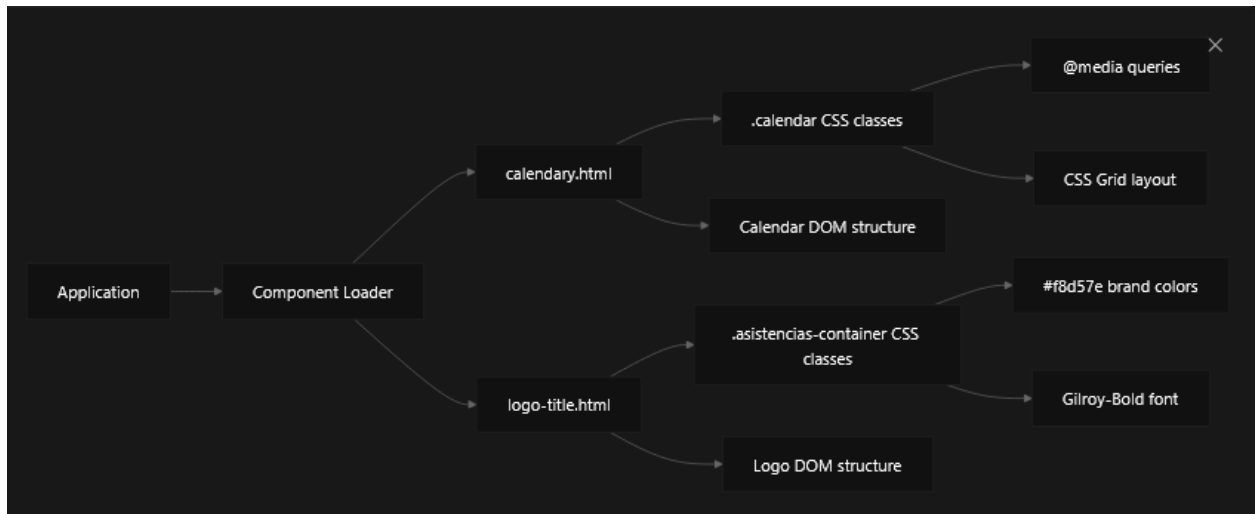 @media queries
.calendar CSS classes
calendary.html
CSS Grid layout
Calendar DOM structure
Application
Component Loader
#f8d57e brand colors
.asistencias-container CSS
classes
logo-title.html
Gilroy-Bold font
Logo DOM structure